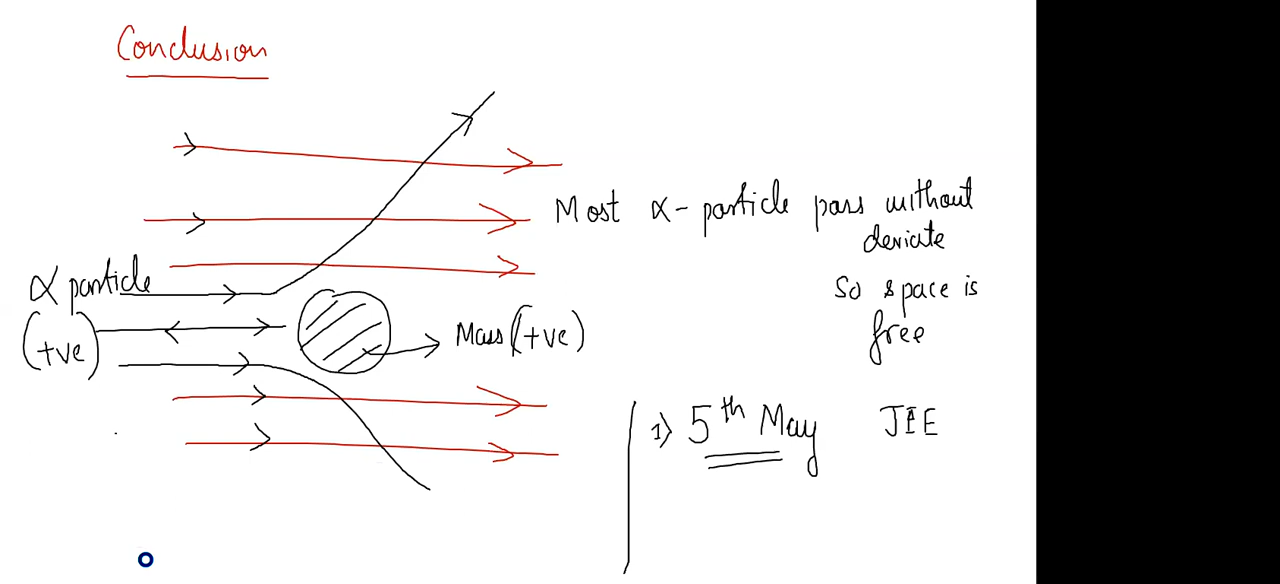 Conclusion
Most α-particle pass without
deviate
α particle
So space is
free
(+ve)
Mass (+ve)
1) 5th May JEE